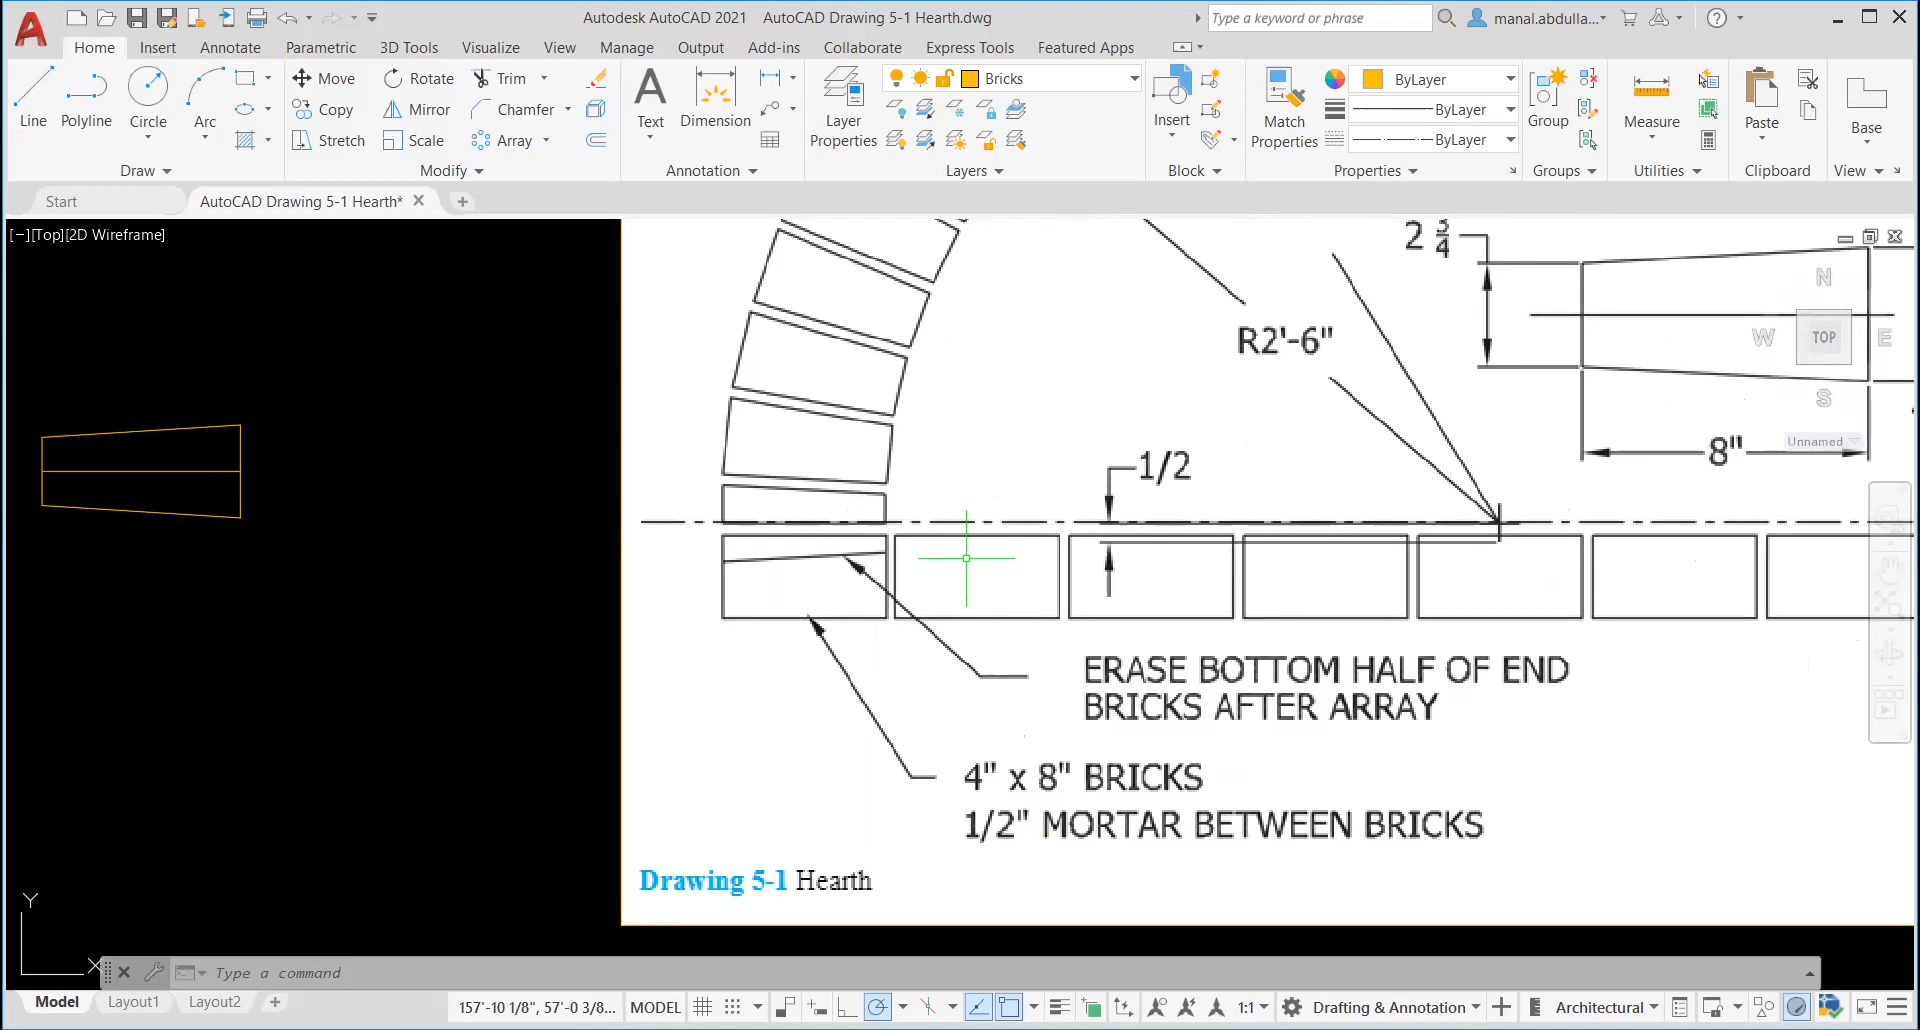 Autodesk AutoCAD 2021 AutoCAD Drawing 5-1 Hearth.dwg
Type a keyword or phrase
manal.abdulla...
Home Insert Annotate Parametric 3D Tools Visualize View Manage Output Add-ins Collaborate Express Tools Featured Apps
Line Polyline Circle Arc
Move Rotate Trim
Copy Mirror Chamfer
Stretch Scale Array
Text Dimension
Layer Properties
Bricks
Insert
Match Properties
ByLayer
ByLayer
ByLayer
Group
Measure
Paste
Base
Draw Modify Annotation Layers Block Properties Groups Utilities Clipboard View
Start AutoCAD Drawing 5-1 Hearth*
[−][Top][2D Wireframe]
2 3/4
N
W TOP E
S
Unnamed
R2'-6"
8"
1/2
ERASE BOTTOM HALF OF END
BRICKS AFTER ARRAY
4" x 8" BRICKS
1/2" MORTAR BETWEEN BRICKS
Drawing 5-1 Hearth
Y
X
Type a command
Model Layout1 Layout2
157'-10 1/8", 57'-0 3/8... MODEL 1:1 Drafting & Annotation Architectural